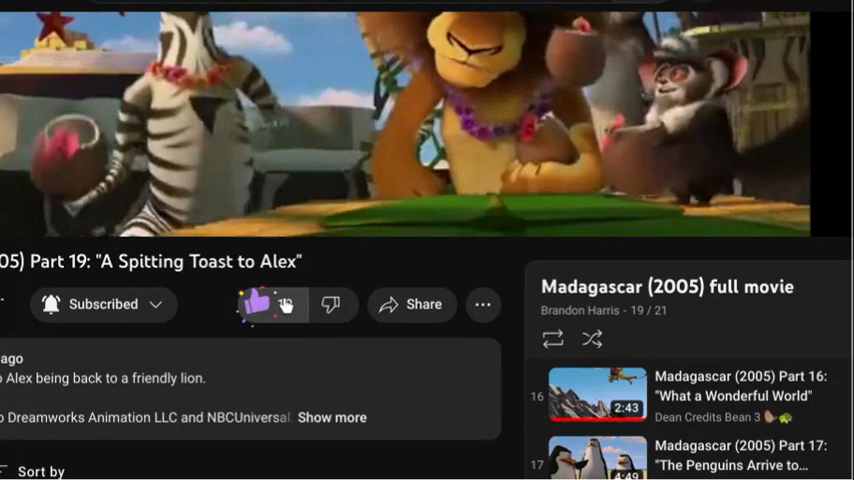 05) Part 19: "A Spitting Toast to Alex"
Subscribed
Share
ago
o Alex being back to a friendly lion.
o Dreamworks Animation LLC and NBCUniversal. Show more
Sort by
Madagascar (2005) full movie
Brandon Harris - 19 / 21
16
2:43
Madagascar (2005) Part 16:
"What a Wonderful World"
Dean Credits Bean 3
17
4:49
Madagascar (2005) Part 17:
"The Penguins Arrive to...